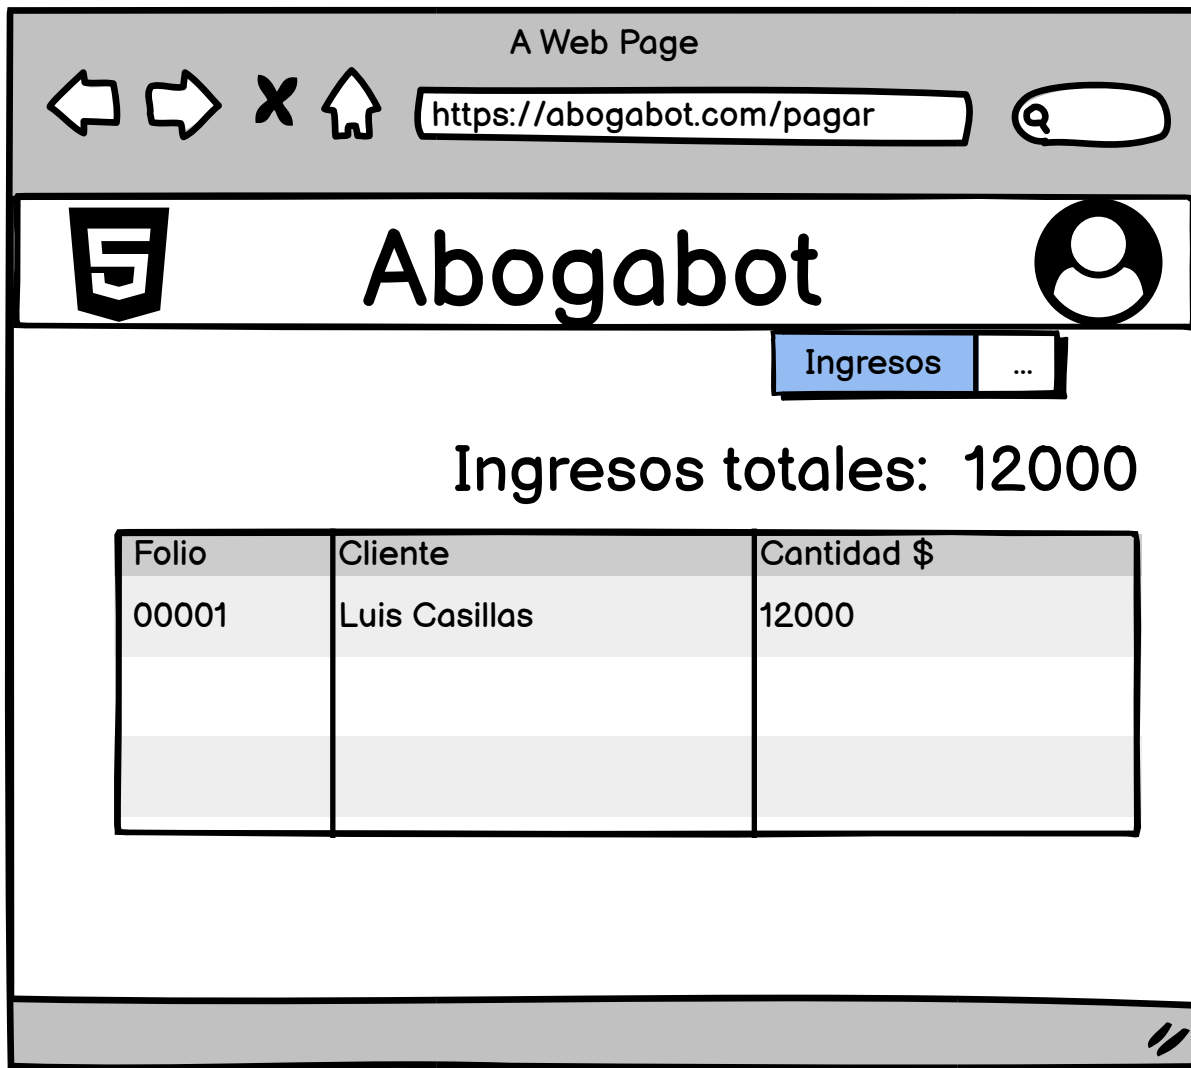 A Web Page
https://abogabot.com/pagar
Abogabot
Ingresos ...
Ingresos totales: 12000
Folio Cliente Cantidad $
00001 Luis Casillas 12000